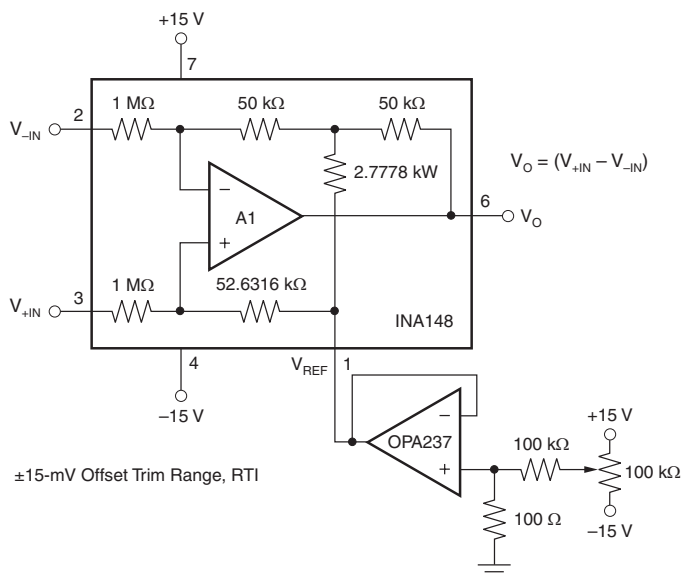 +15 V
7
1 MΩ
50 kΩ
50 kΩ
2
V–IN
2.7778 kW
VO = (V+IN – V–IN)
–
A1
+
6
VO
1 MΩ
52.6316 kΩ
3
V+IN
INA148
4
VREF
1
–15 V
–
OPA237
+
+15 V
100 kΩ
100 kΩ
±15-mV Offset Trim Range, RTI
100 Ω
–15 V